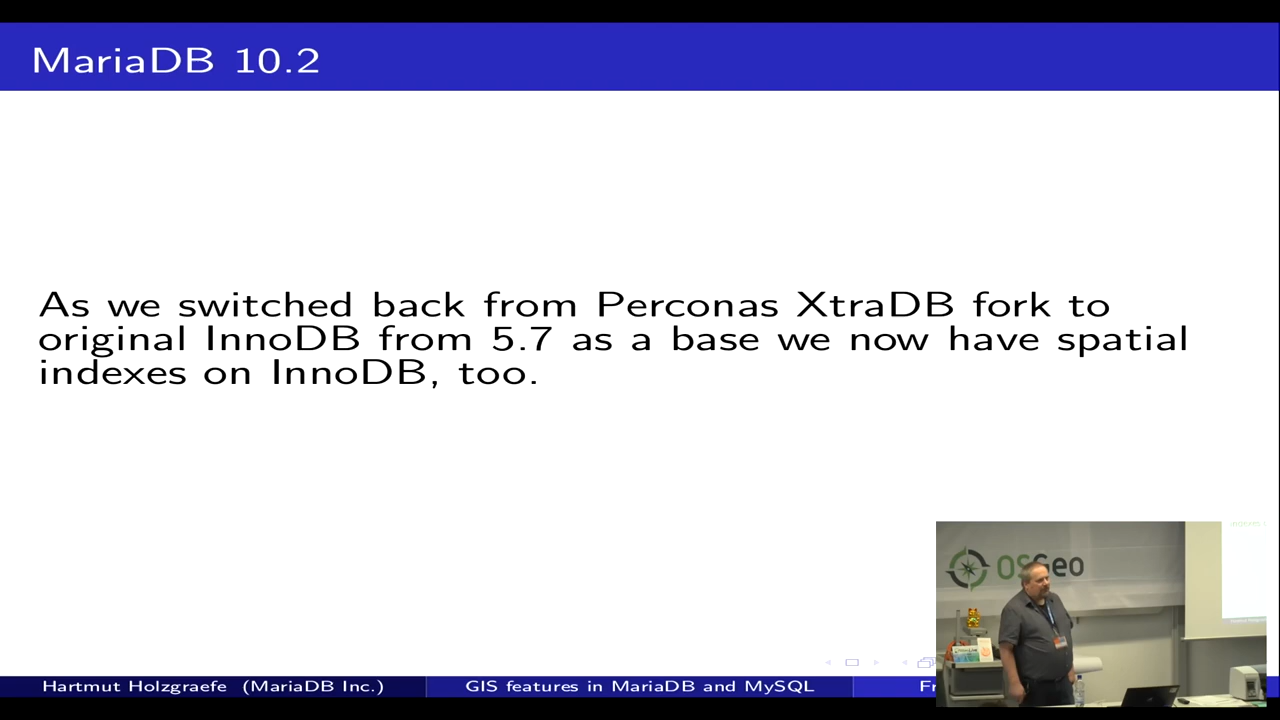 MariaDB 10.2
As we switched back from Perconas XtraDB fork to
original InnoDB from 5.7 as a base we now have spatial
indexes on InnoDB, too.
OSGeo
Hartmut Holzgraefe (MariaDB Inc.)
GIS features in MariaDB and MySQL